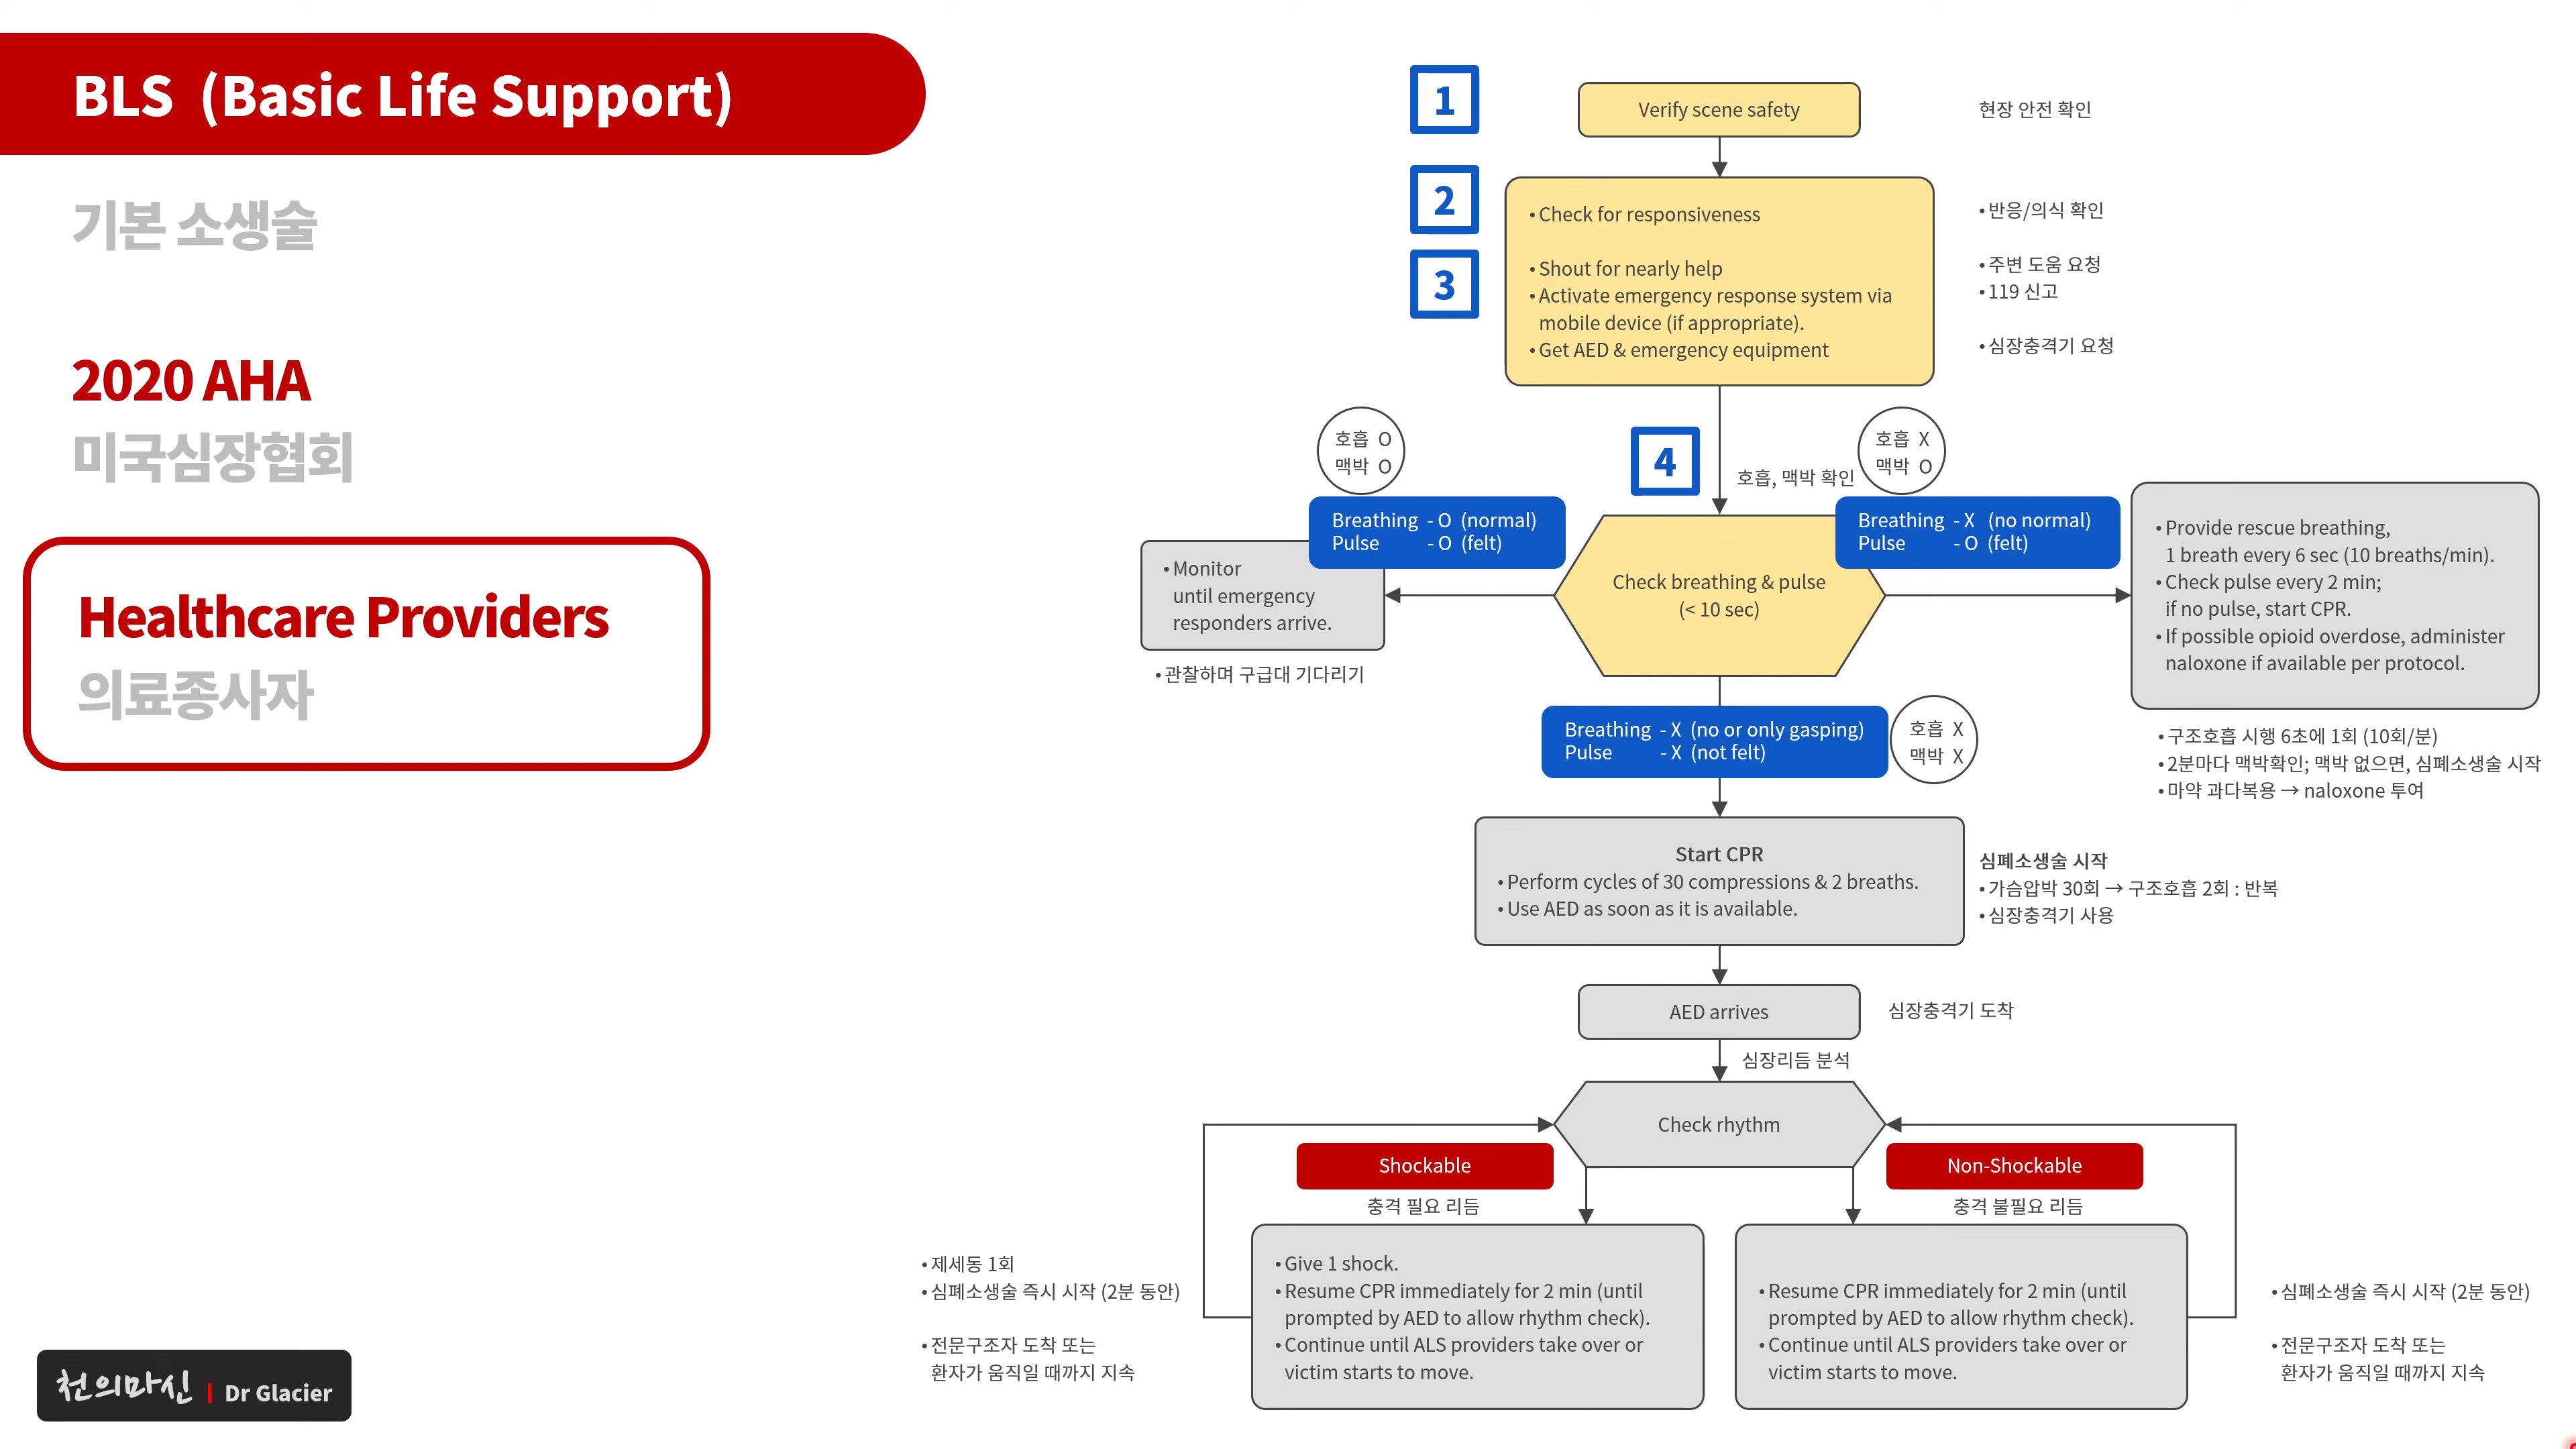 BLS (Basic Life Support)
기본 소생술
2020 AHA
미국심장협회
Healthcare Providers
의료종사자
천의마신 | Dr Glacier
1
Verify scene safety
현장 안전 확인
2
3
•Check for responsiveness
•Shout for nearly help
•Activate emergency response system via
mobile device (if appropriate).
•Get AED & emergency equipment
•반응/의식 확인
•주변 도움 요청
•119 신고
•심장충격기 요청
4
호흡, 맥박 확인
Check breathing & pulse
(< 10 sec)
호흡 O
맥박 O
Breathing - O (normal)
Pulse - O (felt)
•Monitor
until emergency
responders arrive.
•관찰하며 구급대 기다리기
호흡 X
맥박 O
Breathing - X (no normal)
Pulse - O (felt)
•Provide rescue breathing,
1 breath every 6 sec (10 breaths/min).
•Check pulse every 2 min;
if no pulse, start CPR.
•If possible opioid overdose, administer
naloxone if available per protocol.
•구조호흡 시행 6초에 1회 (10회/분)
•2분마다 맥박확인; 맥박 없으면, 심폐소생술 시작
•마약 과다복용 → naloxone 투여
Breathing - X (no or only gasping)
Pulse - X (not felt)
호흡 X
맥박 X
Start CPR
•Perform cycles of 30 compressions & 2 breaths.
•Use AED as soon as it is available.
심폐소생술 시작
•가슴압박 30회 → 구조호흡 2회 : 반복
•심장충격기 사용
AED arrives
심장충격기 도착
심장리듬 분석
Check rhythm
Shockable
충격 필요 리듬
Non-Shockable
충격 불필요 리듬
•제세동 1회
•심폐소생술 즉시 시작 (2분 동안)
•전문구조자 도착 또는
환자가 움직일 때까지 지속
•Give 1 shock.
•Resume CPR immediately for 2 min (until
prompted by AED to allow rhythm check).
•Continue until ALS providers take over or
victim starts to move.
•Resume CPR immediately for 2 min (until
prompted by AED to allow rhythm check).
•Continue until ALS providers take over or
victim starts to move.
•심폐소생술 즉시 시작 (2분 동안)
•전문구조자 도착 또는
환자가 움직일 때까지 지속